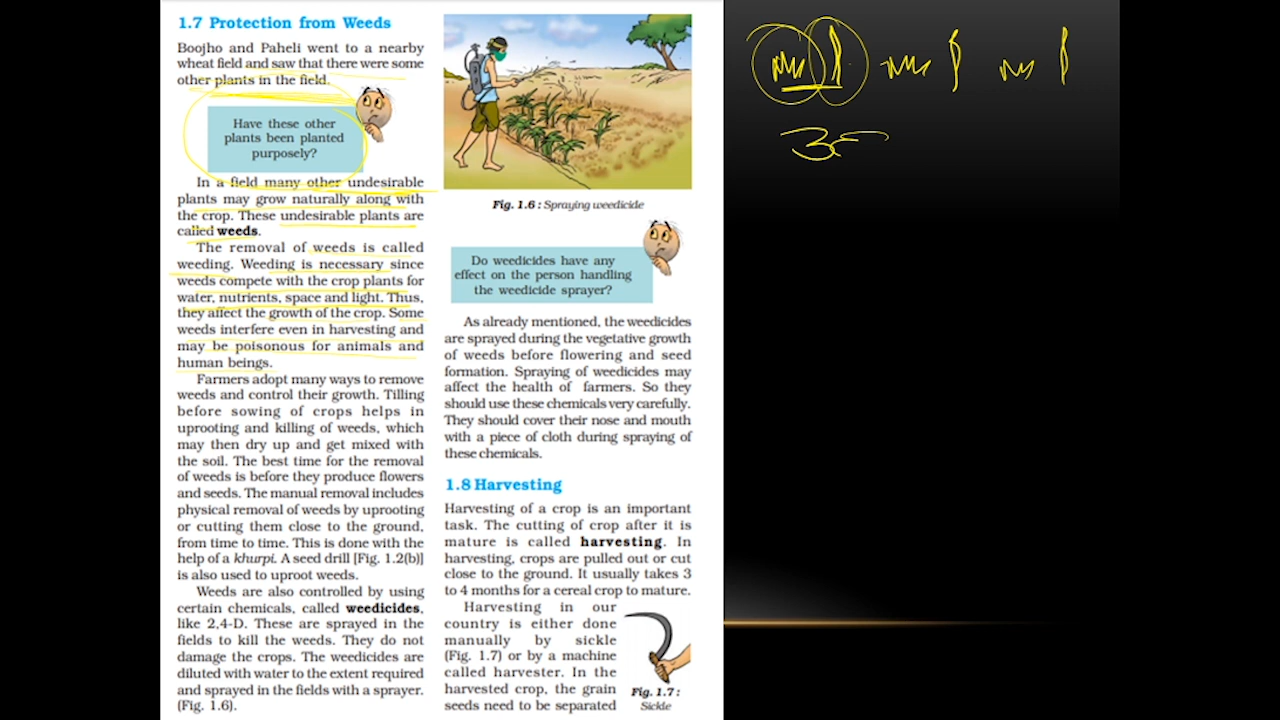 1.7 Protection from Weeds
Boojho and Paheli went to a nearby
wheat field and saw that there were some
other plants in the field.
Have these other
plants been planted
purposely?
In a field many other undesirable
plants may grow naturally along with
the crop. These undesirable plants are
called weeds.
The removal of weeds is called
weeding. Weeding is necessary since
weeds compete with the crop plants for
water, nutrients, space and light. Thus,
they affect the growth of the crop. Some
weeds interfere even in harvesting and
may be poisonous for animals and
human beings.
Farmers adopt many ways to remove
weeds and control their growth. Tilling
before sowing of crops helps in
uprooting and killing of weeds, which
may then dry up and get mixed with
the soil. The best time for the removal
of weeds is before they produce flowers
and seeds. The manual removal includes
physical removal of weeds by uprooting
or cutting them close to the ground,
from time to time. This is done with the
help of a khurpi. A seed drill [Fig. 1.2(b)]
is also used to uproot weeds.
Weeds are also controlled by using
certain chemicals, called weedicides,
like 2,4-D. These are sprayed in the
fields to kill the weeds. They do not
damage the crops. The weedicides are
diluted with water to the extent required
and sprayed in the fields with a sprayer.
(Fig. 1.6).
Fig. 1.6 : Spraying weedicide
Do weedicides have any
effect on the person handling
the weedicide sprayer?
As already mentioned, the weedicides
are sprayed during the vegetative growth
of weeds before flowering and seed
formation. Spraying of weedicides may
affect the health of farmers. So they
should use these chemicals very carefully.
They should cover their nose and mouth
with a piece of cloth during spraying of
these chemicals.
1.8 Harvesting
Harvesting of a crop is an important
task. The cutting of crop after it is
mature is called harvesting. In
harvesting, crops are pulled out or cut
close to the ground. It usually takes 3
to 4 months for a cereal crop to mature.
Harvesting in our
country is either done
manually by sickle
(Fig. 1.7) or by a machine
called harvester. In the
harvested crop, the grain
seeds need to be separated
Fig. 1.7 :
Sickle